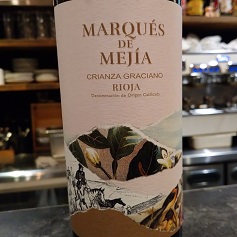 MARQUÉS
DE
MEJÍA
CRIANZA GRACIANO
RIOJA
Denominación de Origen Calificada